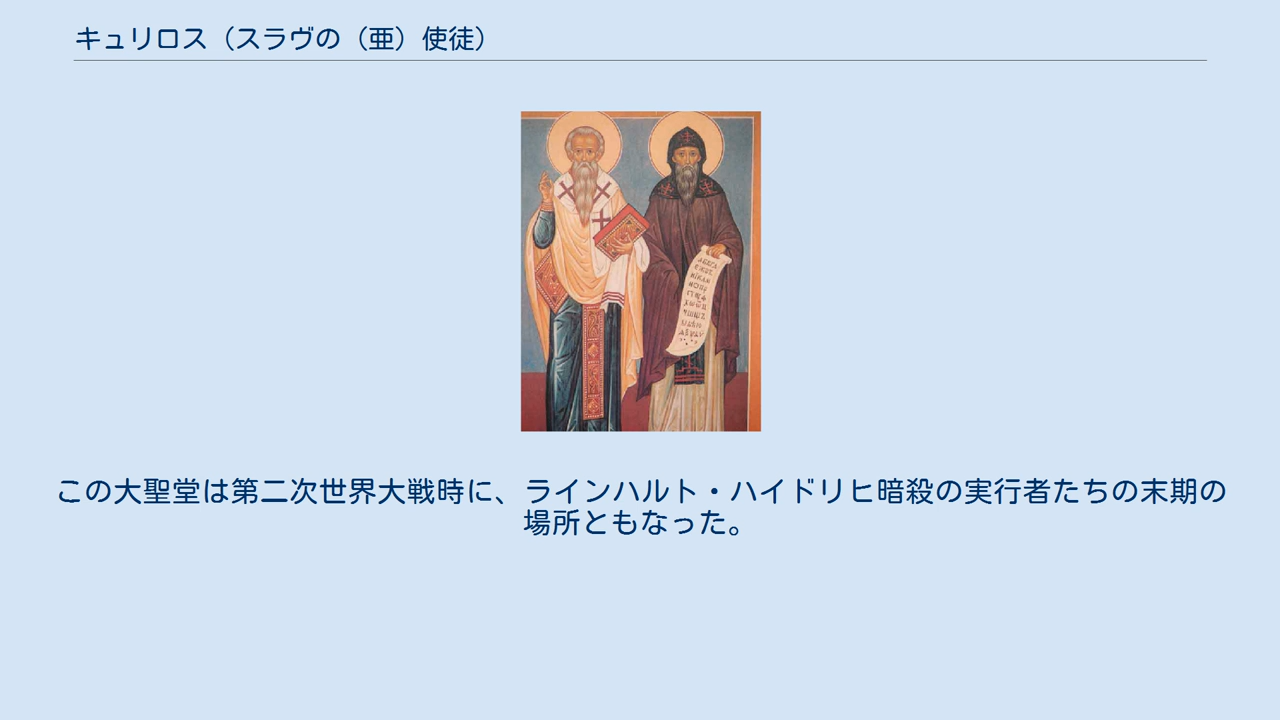 キュリロス（スラヴの（亜）使徒）
この大聖堂は第二次世界大戦時に、ラインハルト・ハイドリヒ暗殺の実行者たちの末期の
場所ともなった。